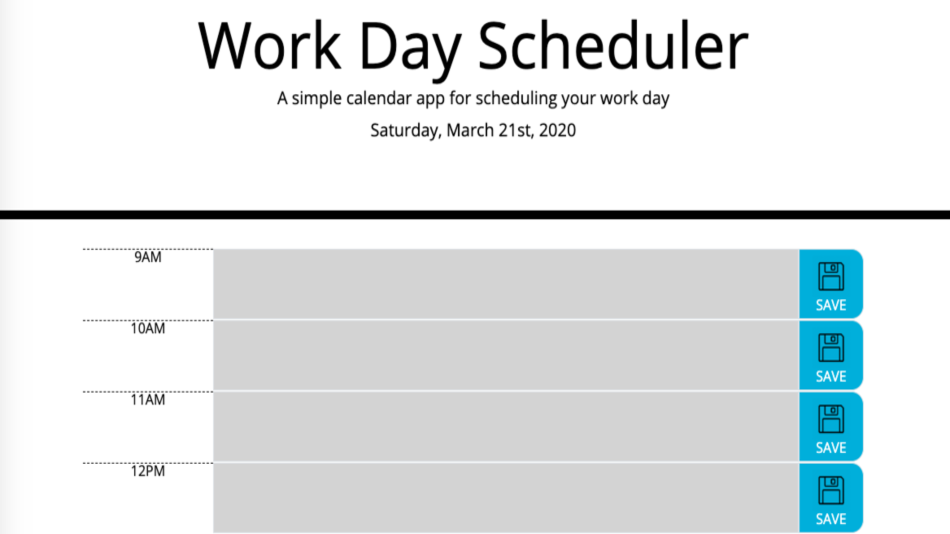 Work Day Scheduler
A simple calendar app for scheduling your work day
Saturday, March 21st, 2020
9AM
SAVE
10AM
SAVE
11AM
SAVE
12PM
SAVE